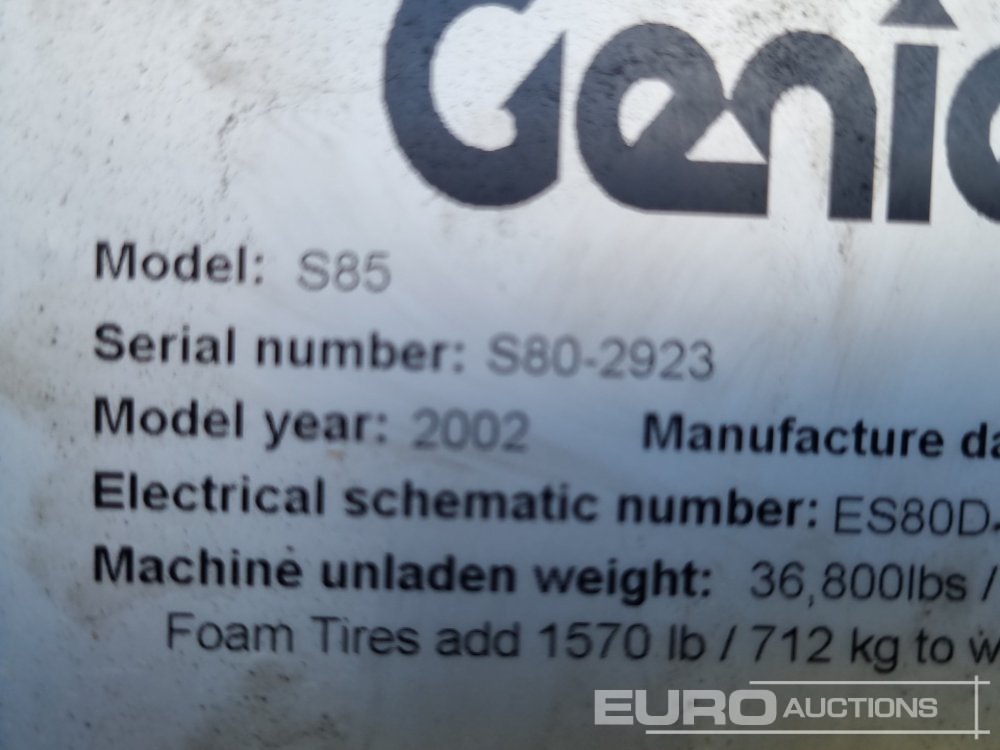 Genie
Model: S85
Serial number: S80-2923
Model year: 2002 Manufacture da
Electrical schematic number: ES80D
Machine unladen weight: 36,800lbs /
Foam Tires add 1570 lb / 712 kg to w
EURO AUCTIONS